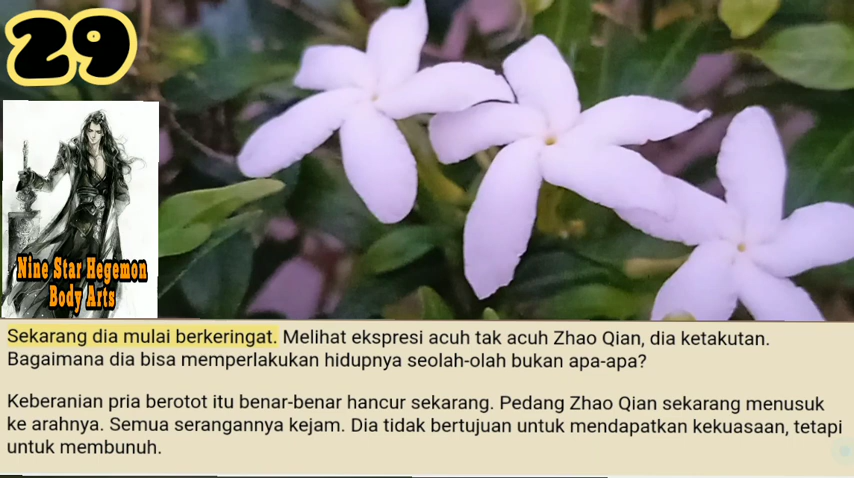 29
Nine Star Hegemon
Body Arts
Sekarang dia mulai berkeringat. Melihat ekspresi acuh tak acuh Zhao Qian, dia ketakutan.
Bagaimana dia bisa memperlakukan hidupnya seolah-olah bukan apa-apa?
Keberanian pria berotot itu benar-benar hancur sekarang. Pedang Zhao Qian sekarang menusuk
ke arahnya. Semua serangannya kejam. Dia tidak bertujuan untuk mendapatkan kekuasaan, tetapi
untuk membunuh.